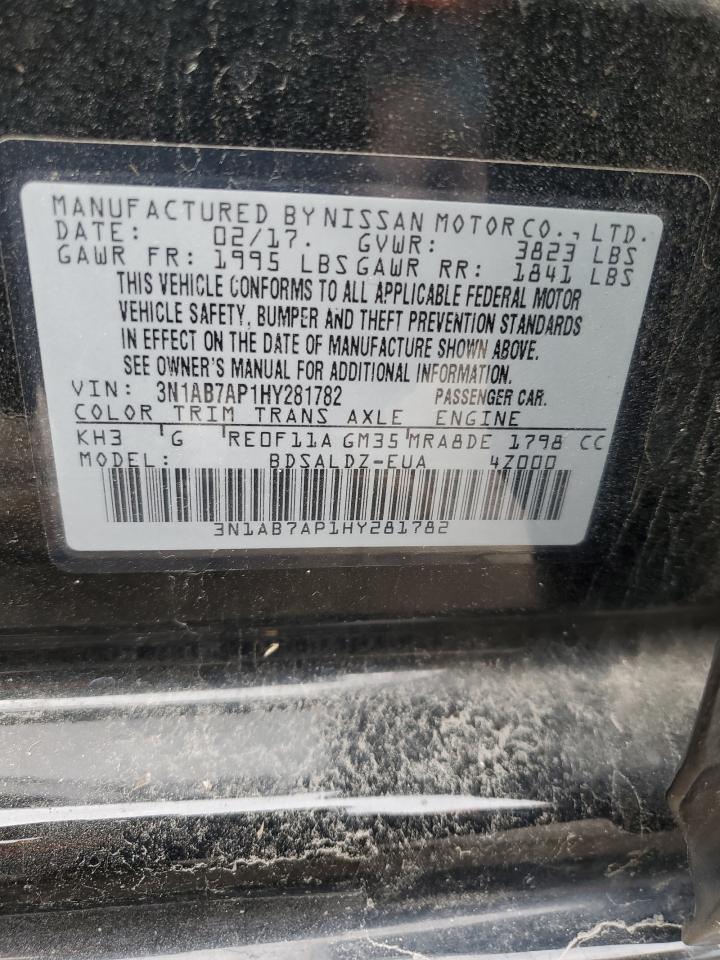 MANUFACTURED BY NISSAN MOTOR CO., LTD.
DATE: 02/17. GVWR: 3823 LBS
GAWR FR: 1995 LBS GAWR RR: 1841 LBS
THIS VEHICLE CONFORMS TO ALL APPLICABLE FEDERAL MOTOR
VEHICLE SAFETY, BUMPER AND THEFT PREVENTION STANDARDS
IN EFFECT ON THE DATE OF MANUFACTURE SHOWN ABOVE.
SEE OWNER'S MANUAL FOR ADDITIONAL INFORMATION.
VIN: 3N1AB7AP1HY281782 PASSENGER CAR.
COLOR TRIM TRANS AXLE ENGINE
KH3 G RE0F11A GM35 MRA8DE 1798 CC
MODEL: BDSALDZ-EUA 4Z000
3N1AB7AP1HY281782